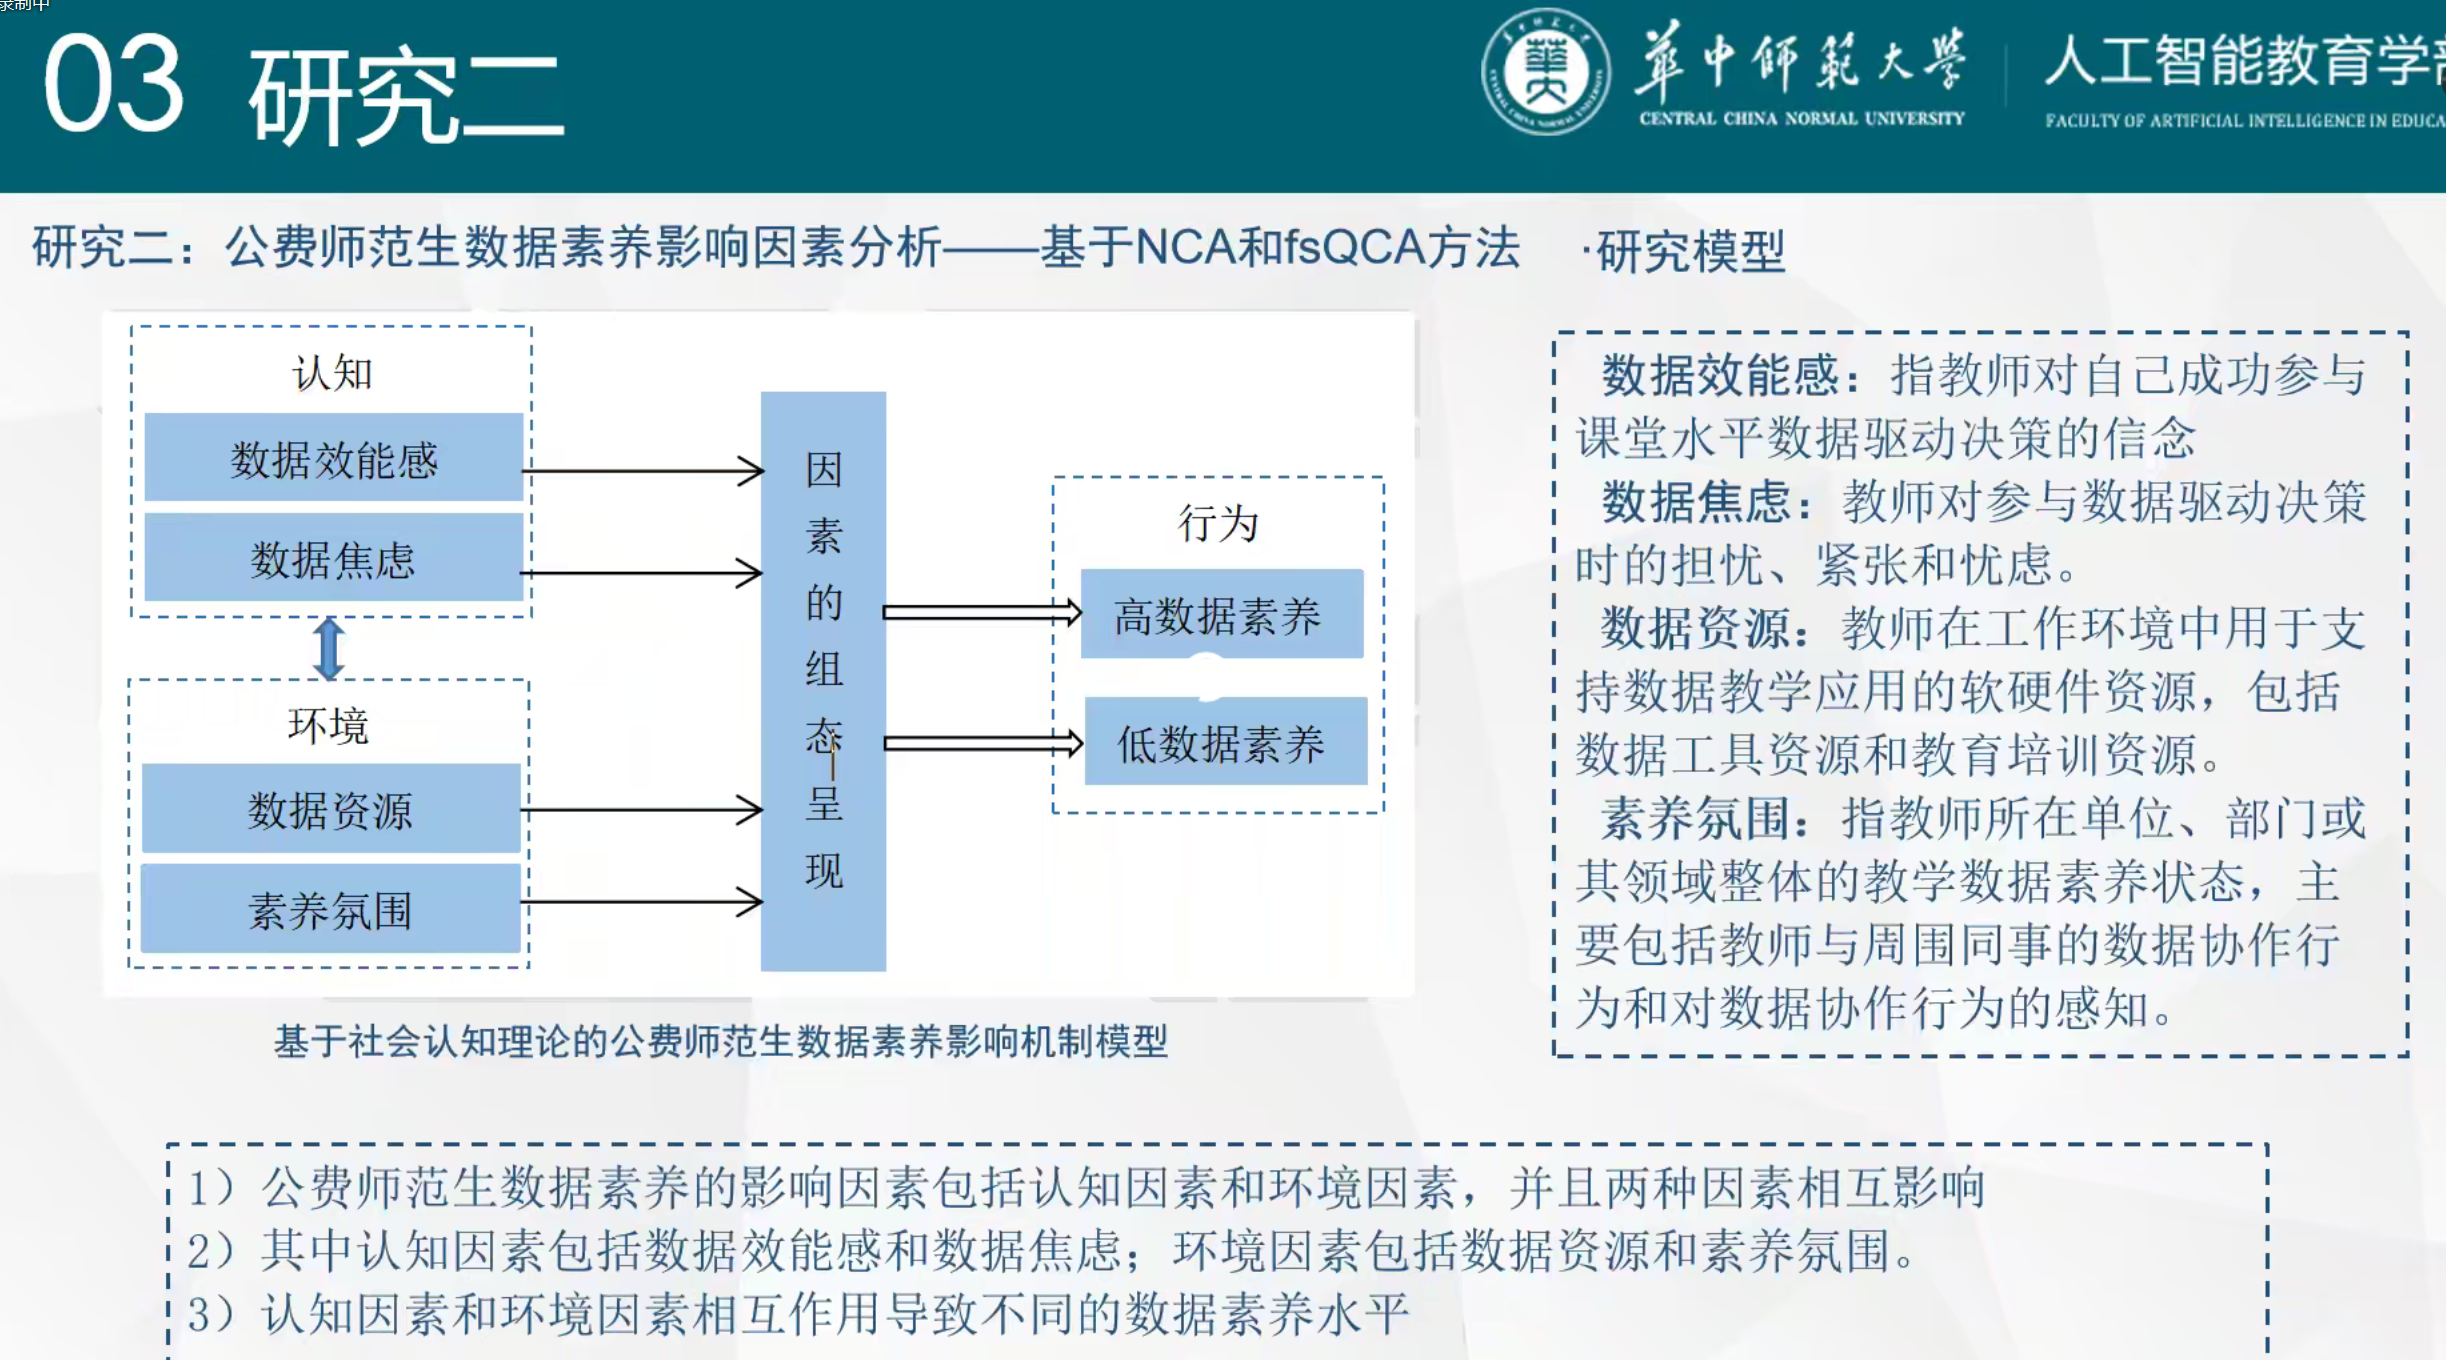 录制中
03 研究二
華中師範大學
CENTRAL CHINA NORMAL UNIVERSITY
人工智能教育学部
FACULTY OF ARTIFICIAL INTELLIGENCE IN EDUCA
研究二：公费师范生数据素养影响因素分析——基于NCA和fsQCA方法
·研究模型
认知
数据效能感
数据焦虑
环境
数据资源
素养氛围
因
素
的
组
态
呈
现
行为
高数据素养
低数据素养
基于社会认知理论的公费师范生数据素养影响机制模型
数据效能感：指教师对自己成功参与
课堂水平数据驱动决策的信念
数据焦虑：教师对参与数据驱动决策
时的担忧、紧张和忧虑。
数据资源：教师在工作环境中用于支
持数据教学应用的软硬件资源，包括
数据工具资源和教育培训资源。
素养氛围：指教师所在单位、部门或
其领域整体的教学数据素养状态，主
要包括教师与周围同事的数据协作行
为和对数据协作行为的感知。
1）公费师范生数据素养的影响因素包括认知因素和环境因素，并且两种因素相互影响
2）其中认知因素包括数据效能感和数据焦虑；环境因素包括数据资源和素养氛围。
3）认知因素和环境因素相互作用导致不同的数据素养水平